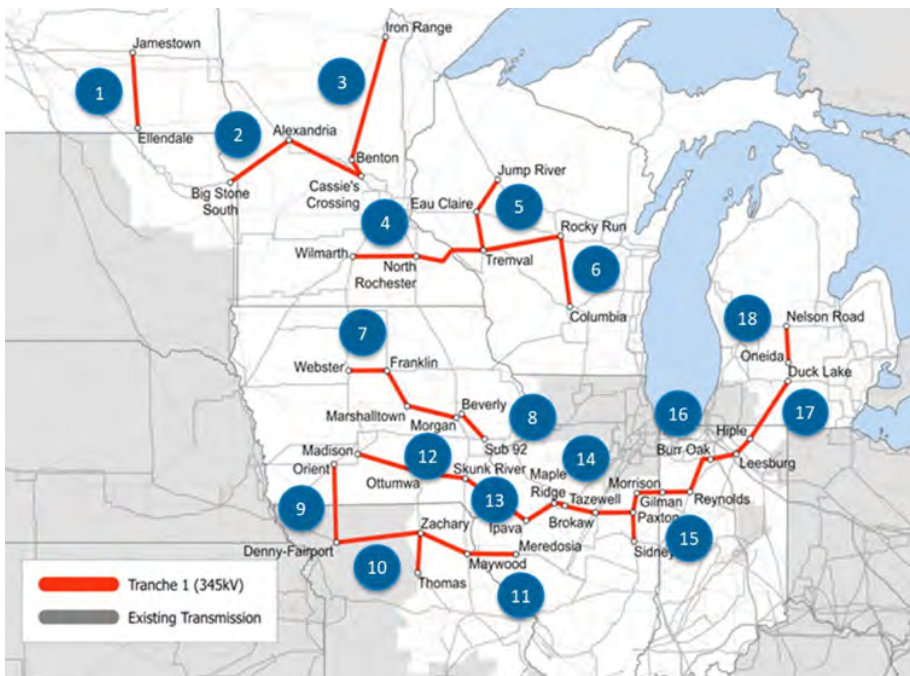 Iron Range
Jamestown
3
1
2
Alexandria
Ellendale
Benton
Jump River
Big Stone
South
Cassie's
Crossing
Eau Claire
5
4
Rocky Run
Wilmarth
North
Rochester
Tremval
6
Columbia
18
Nelson Road
7
Oneida
Webster
Franklin
Duck Lake
Beverly
Marshalltown
Morgan
8
16
17
Hiple
Sub 92
Madison
12
14
Burr Oak
Leesburg
Orient
Skunk River
Maple
Ridge
Ottumwa
13
Tazewell
Morrison
Gilman
Reynolds
9
Ipava
Brokaw
Paxton
Zachary
15
Denny-Fairport
Meredosia
Sidney
10
Maywood
Thomas
11
Tranche 1 (345kV)
Existing Transmission